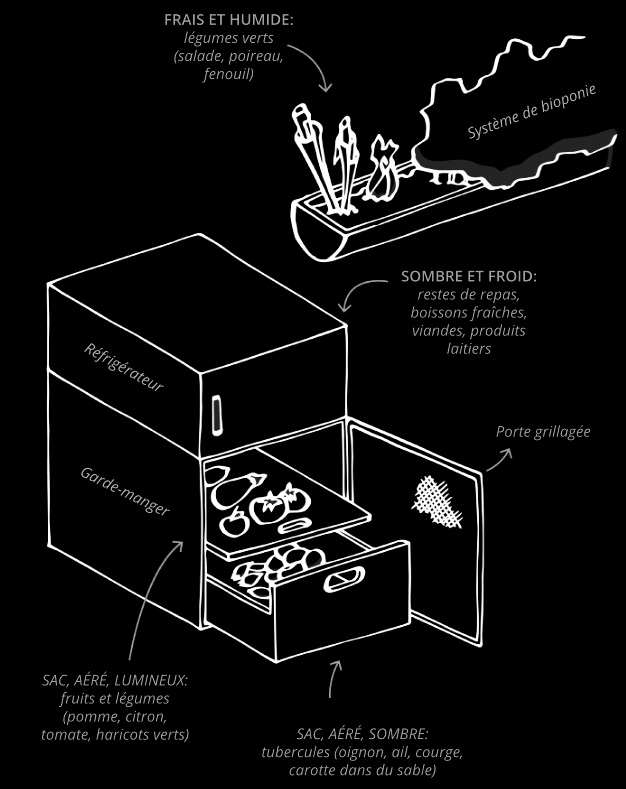 FRAIS ET HUMIDE:
légumes verts
(salade, poireau,
fenouil)
Système de bioponie
SOMBRE ET FROID:
restes de repas,
boissons fraîches,
viandes, produits
laitiers
Réfrigérateur
Porte grillagée
Garde-manger
SAC, AÉRÉ, LUMINEUX:
fruits et légumes
(pomme, citron,
tomate, haricots verts)
SAC, AÉRÉ, SOMBRE:
tubercules (oignon, ail, courge,
carotte dans du sable)